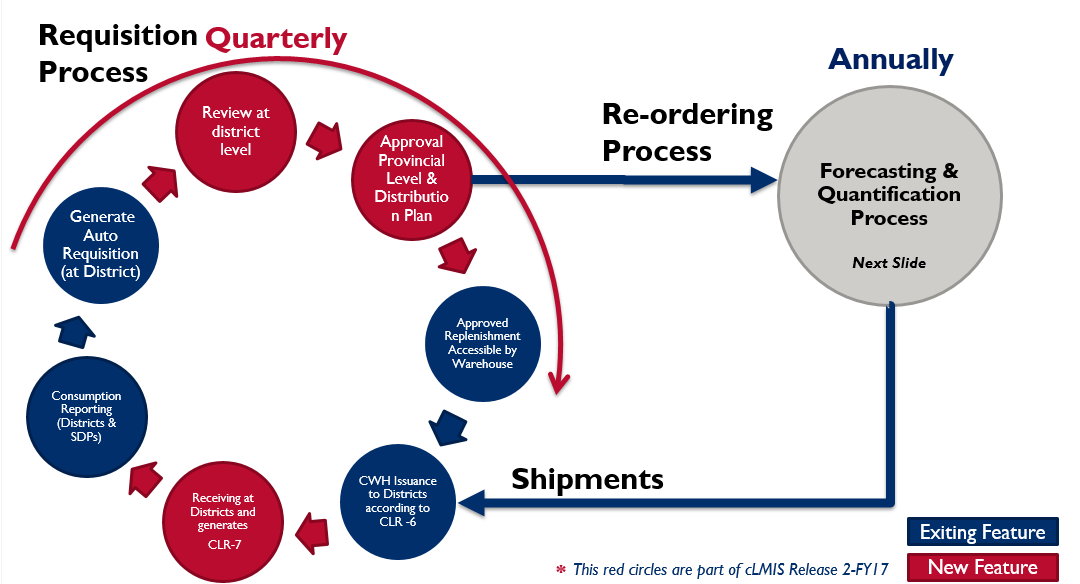 Requisition Quarterly
Process
Annually
Review at
district
level
Approval
Provincial
Level &
Distributio
n Plan
Re-ordering
Process
Forecasting &
Quantification
Process
Next Slide
Generate
Auto
Requisition
(at District)
Approved
Replenishment
Accessible by
Warehouse
Consumption
Reporting
(Districts &
SDPs)
CWH Issuance
to Districts
according to
CLR -6
Shipments
Receiving at
Districts and
generates
CLR-7
Exiting Feature
New Feature
* This red circles are part of cLMIS Release 2-FY17